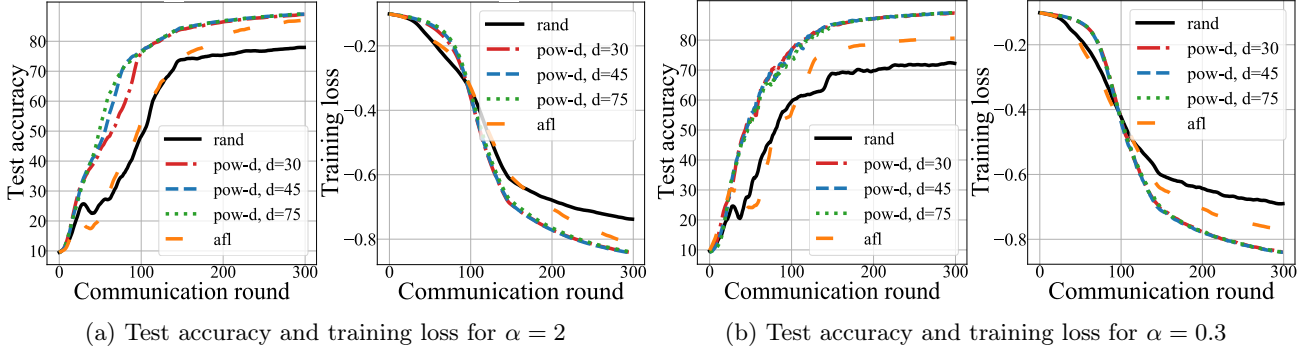 Test accuracy
80
70
60
50
40
30
20
10
0
100
200
300
Communication round
rand
pow-d, d=30
pow-d, d=45
pow-d, d=75
afl
Training loss
−0.2
−0.4
−0.6
−0.8
0
100
200
300
Communication round
rand
pow-d, d=30
pow-d, d=45
pow-d, d=75
afl
(a) Test accuracy and training loss for α = 2
Test accuracy
80
70
60
50
40
30
20
10
0
100
200
300
Communication round
rand
pow-d, d=30
pow-d, d=45
pow-d, d=75
afl
Training loss
−0.2
−0.4
−0.6
−0.8
0
100
200
300
Communication round
rand
pow-d, d=30
pow-d, d=45
pow-d, d=75
afl
(b) Test accuracy and training loss for α = 0.3